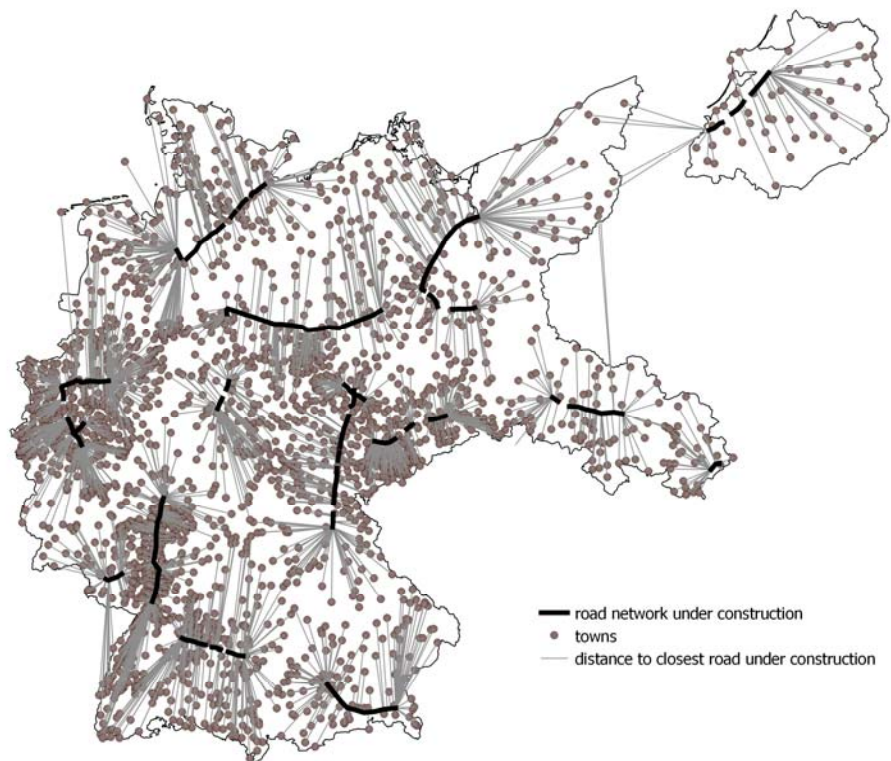 road network under construction
towns
distance to closest road under construction